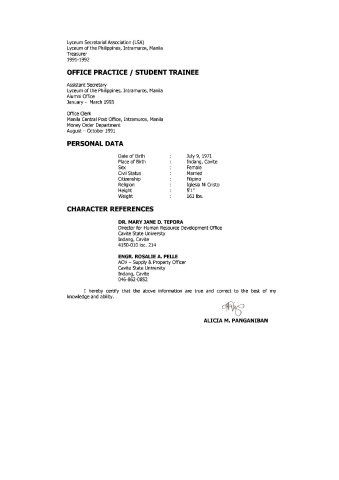 Lyceum Secretarial Association (LSA)
Lyceum of the Philippines, Intramuros, Manila
Treasurer
1991-1992
OFFICE PRACTICE / STUDENT TRAINEE
Assistant Secretary
Lyceum of the Philippines, Intramuros, Manila
Alumni Office
January - March 1993
Office Clerk
Manila Central Post Office, Intramuros, Manila
Money Order Department
August - October 1991
PERSONAL DATA
Date of Birth : July 9, 1971
Place of Birth : Indang, Cavite
Sex : Female
Civil Status : Married
Citizenship : Filipino
Religion : Iglesia Ni Cristo
Height : 5'1"
Weight : 161 lbs.
CHARACTER REFERENCES
DR. MARY JANE D. TEPORA
Director for Human Resource Development Office
Cavite State University
Indang, Cavite
4150-010 loc. 214
ENGR. ROSALIE A. PELLE
AOV – Supply & Property Officer
Cavite State University
Indang, Cavite
046-862-0852
I hereby certify that the above information are true and correct to the best of my
knowledge and ability.
ALICIA M. PANGANIBAN